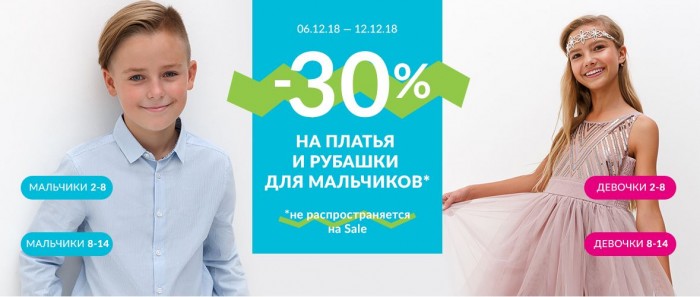 06.12.18 — 12.12.18
-30%
НА ПЛАТЬЯ
И РУБАШКИ
ДЛЯ МАЛЬЧИКОВ*
*не распространяется
на Sale
МАЛЬЧИКИ 2-8
МАЛЬЧИКИ 8-14
ДЕВОЧКИ 2-8
ДЕВОЧКИ 8-14